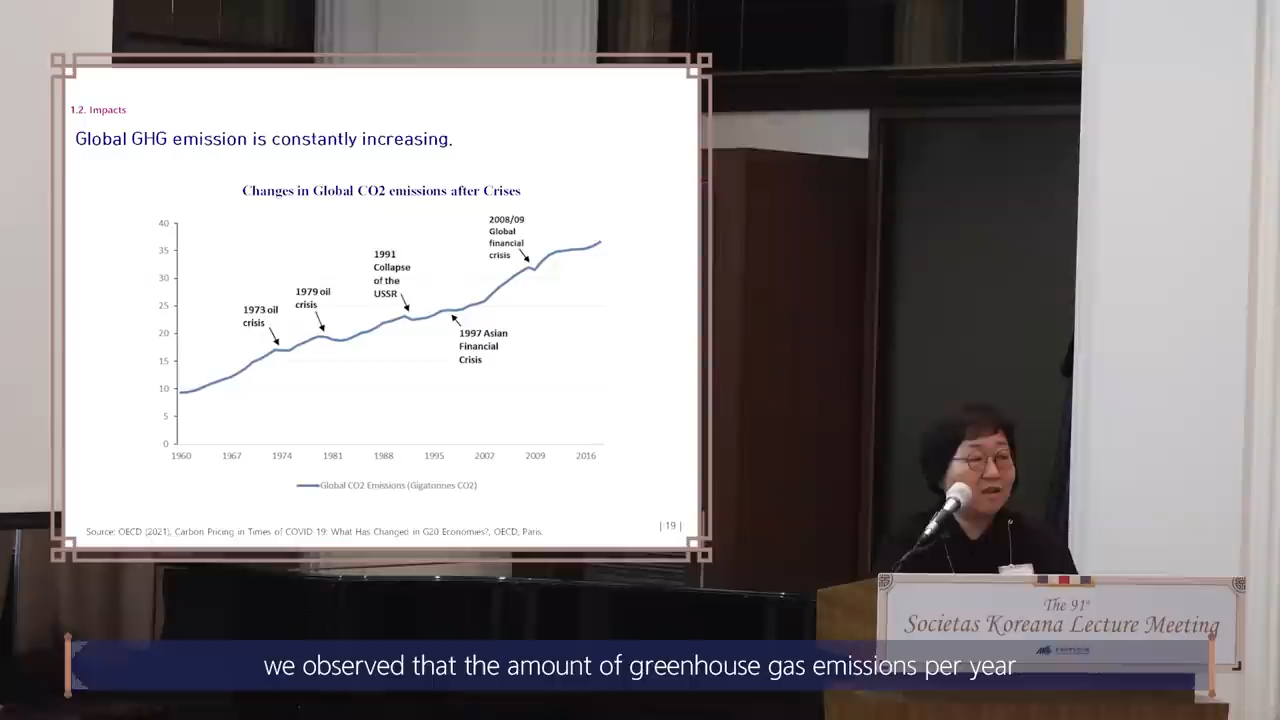 1.2. Impacts
Global GHG emission is constantly increasing.
Changes in Global CO2 emissions after Crises
40
35
30
25
20
15
10
5
0
1973 oil
crisis
1979 oil
crisis
1991
Collapse
of the
USSR
2008/09
Global
financial
crisis
1997 Asian
Financial
Crisis
1960 1967 1974 1981 1988 1995 2002 2009 2016
Global CO2 Emissions (Gigatonnes CO2)
Source: OECD (2021), Carbon Pricing in Times of COVID-19: What Has Changed in G20 Economies?, OECD, Paris.
| 19 |
The 91st
Societas Koreana Lecture Meeting
we observed that the amount of greenhouse gas emissions per year